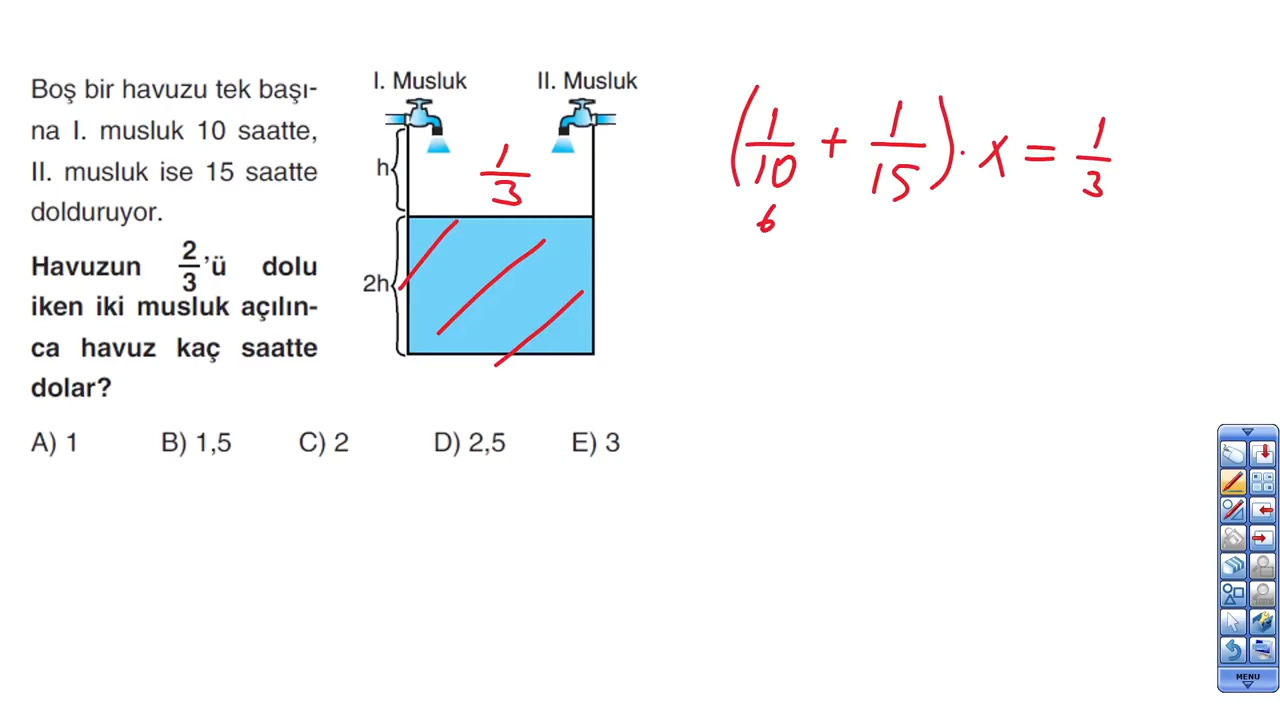 Boş bir havuzu tek başı-
na I. musluk 10 saatte,
II. musluk ise 15 saatte
dolduruyor.
Havuzun 2/3'ü dolu
iken iki musluk açılın-
ca havuz kaç saatte
dolar?
I. Musluk II. Musluk
h
1/3
2h
A) 1 B) 1,5 C) 2 D) 2,5 E) 3
(1/10 + 1/15) · x = 1/3
6
MENU